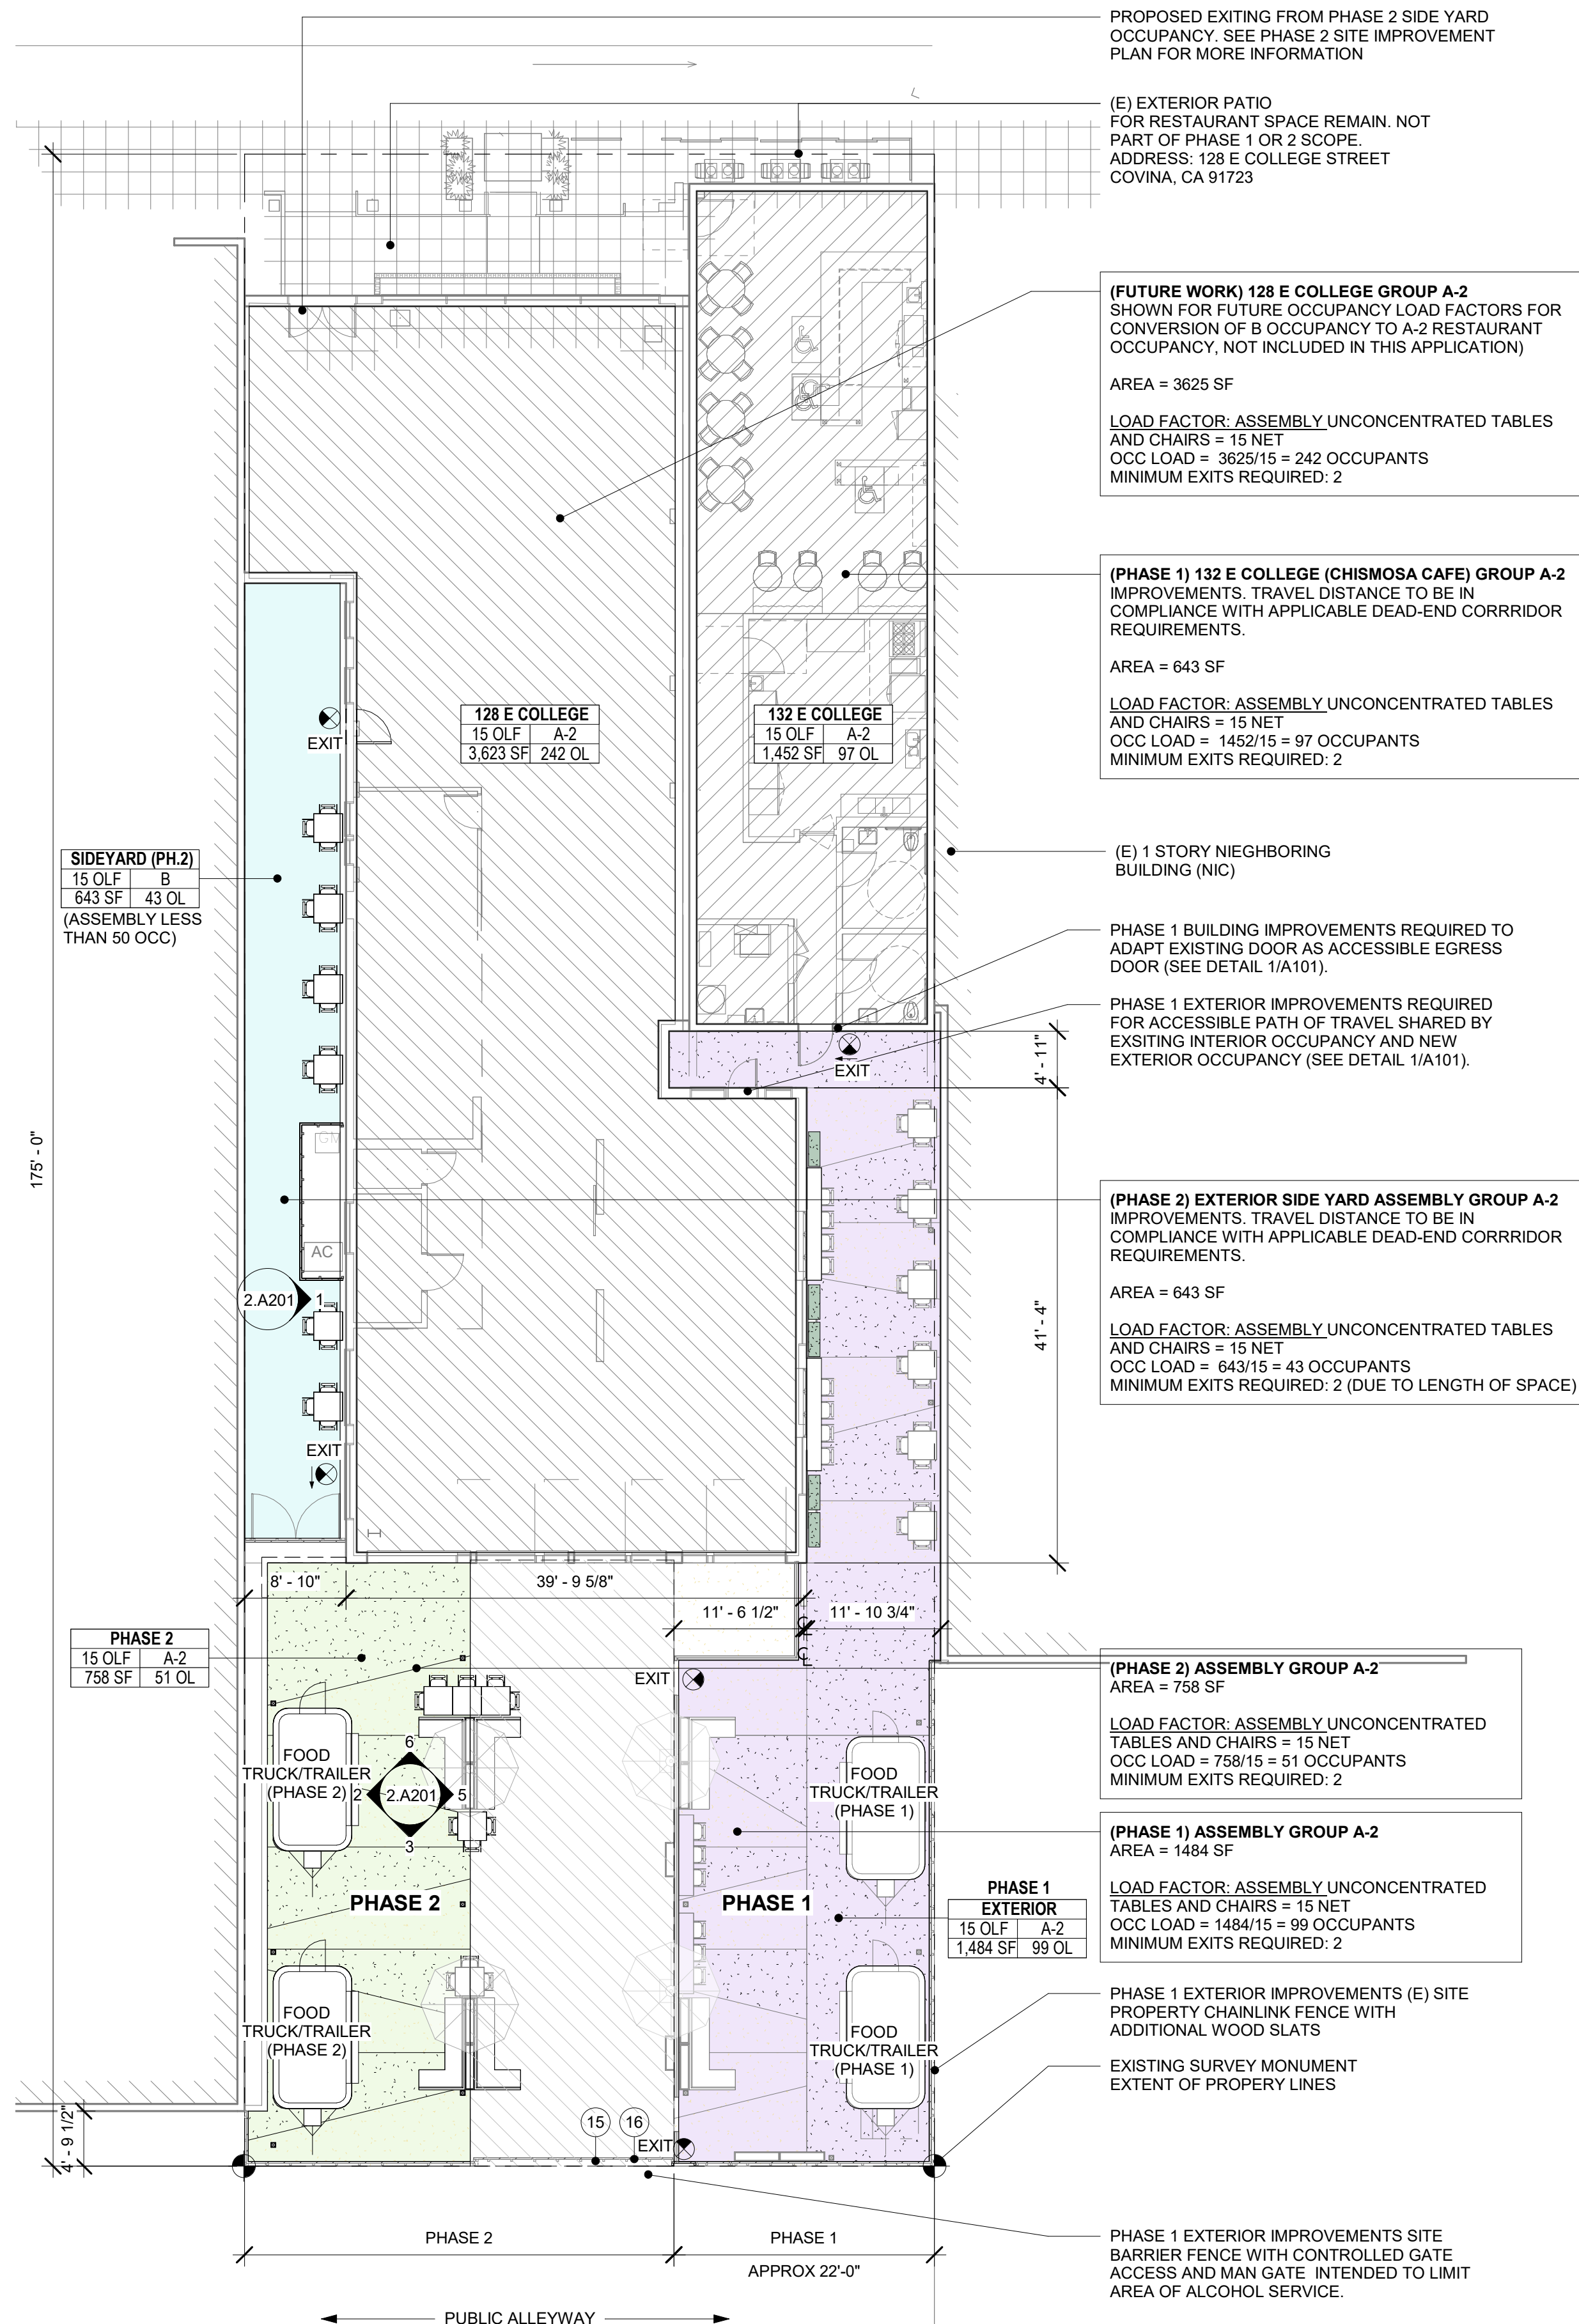 PROPOSED EXITING FROM PHASE 2 SIDE YARD
OCCUPANCY. SEE PHASE 2 SITE IMPROVEMENT
PLAN FOR MORE INFORMATION
(E) EXTERIOR PATIO
FOR RESTAURANT SPACE REMAIN. NOT
PART OF PHASE 1 OR 2 SCOPE.
ADDRESS: 128 E COLLEGE STREET
COVINA, CA 91723
(FUTURE WORK) 128 E COLLEGE GROUP A-2
SHOWN FOR FUTURE OCCUPANCY LOAD FACTORS FOR
CONVERSION OF B OCCUPANCY TO A-2 RESTAURANT
OCCUPANCY, NOT INCLUDED IN THIS APPLICATION)
AREA = 3625 SF
LOAD FACTOR: ASSEMBLY UNCONCENTRATED TABLES
AND CHAIRS = 15 NET
OCC LOAD = 3625/15 = 242 OCCUPANTS
MINIMUM EXITS REQUIRED: 2
(PHASE 1) 132 E COLLEGE (CHISMOSA CAFE) GROUP A-2
IMPROVEMENTS. TRAVEL DISTANCE TO BE IN
COMPLIANCE WITH APPLICABLE DEAD-END CORRRIDOR
REQUIREMENTS.
AREA = 643 SF
LOAD FACTOR: ASSEMBLY UNCONCENTRATED TABLES
AND CHAIRS = 15 NET
OCC LOAD = 1452/15 = 97 OCCUPANTS
MINIMUM EXITS REQUIRED: 2
128 E COLLEGE
15 OLF A-2
3,623 SF 242 OL
132 E COLLEGE
15 OLF A-2
1,452 SF 97 OL
EXIT
SIDEYARD (PH.2)
15 OLF B
643 SF 43 OL
(ASSEMBLY LESS
THAN 50 OCC)
(E) 1 STORY NIEGHBORING
BUILDING (NIC)
PHASE 1 BUILDING IMPROVEMENTS REQUIRED TO
ADAPT EXISTING DOOR AS ACCESSIBLE EGRESS
DOOR (SEE DETAIL 1/A101).
PHASE 1 EXTERIOR IMPROVEMENTS REQUIRED
FOR ACCESSIBLE PATH OF TRAVEL SHARED BY
EXSITING INTERIOR OCCUPANCY AND NEW
EXTERIOR OCCUPANCY (SEE DETAIL 1/A101).
EXIT
4' - 11"
175' - 0"
GM
AC
2.A201 1
41' - 4"
(PHASE 2) EXTERIOR SIDE YARD ASSEMBLY GROUP A-2
IMPROVEMENTS. TRAVEL DISTANCE TO BE IN
COMPLIANCE WITH APPLICABLE DEAD-END CORRRIDOR
REQUIREMENTS.
AREA = 643 SF
LOAD FACTOR: ASSEMBLY UNCONCENTRATED TABLES
AND CHAIRS = 15 NET
OCC LOAD = 643/15 = 43 OCCUPANTS
MINIMUM EXITS REQUIRED: 2 (DUE TO LENGTH OF SPACE)
EXIT
8' - 10"
39' - 9 5/8"
11' - 6 1/2"
11' - 10 3/4"
CL
CL
PHASE 2
15 OLF A-2
758 SF 51 OL
EXIT
(PHASE 2) ASSEMBLY GROUP A-2
AREA = 758 SF
LOAD FACTOR: ASSEMBLY UNCONCENTRATED
TABLES AND CHAIRS = 15 NET
OCC LOAD = 758/15 = 51 OCCUPANTS
MINIMUM EXITS REQUIRED: 2
FOOD
TRUCK/TRAILER
(PHASE 2)
6
2 2.A201 5
3
FOOD
TRUCK/TRAILER
(PHASE 1)
(PHASE 1) ASSEMBLY GROUP A-2
AREA = 1484 SF
LOAD FACTOR: ASSEMBLY UNCONCENTRATED
TABLES AND CHAIRS = 15 NET
OCC LOAD = 1484/15 = 99 OCCUPANTS
MINIMUM EXITS REQUIRED: 2
PHASE 2
PHASE 1
PHASE 1
EXTERIOR
15 OLF A-2
1,484 SF 99 OL
FOOD
TRUCK/TRAILER
(PHASE 2)
FOOD
TRUCK/TRAILER
(PHASE 1)
PHASE 1 EXTERIOR IMPROVEMENTS (E) SITE
PROPERTY CHAINLINK FENCE WITH
ADDITIONAL WOOD SLATS
EXISTING SURVEY MONUMENT
EXTENT OF PROPERY LINES
4' - 9 1/2"
15
16
EXIT
PHASE 2
PHASE 1
APPROX 22'-0"
PHASE 1 EXTERIOR IMPROVEMENTS SITE
BARRIER FENCE WITH CONTROLLED GATE
ACCESS AND MAN GATE INTENDED TO LIMIT
AREA OF ALCOHOL SERVICE.
PUBLIC ALLEYWAY